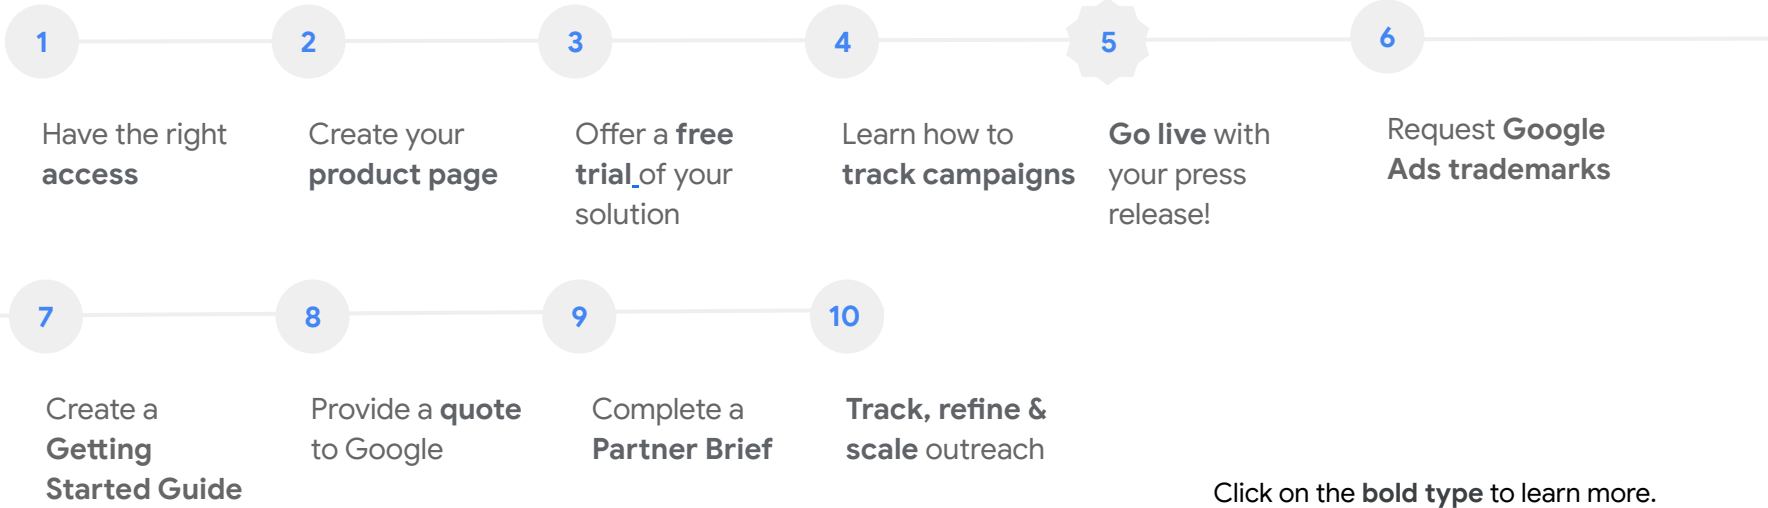 1
2
3
4
5
6
Have the right
access
Create your
product page
Offer a free
trial of your
solution
Learn how to
track campaigns
Go live with
your press
release!
Request Google
Ads trademarks
7
8
9
10
Create a
Getting
Started Guide
Provide a quote
to Google
Complete a
Partner Brief
Track, refine &
scale outreach
Click on the bold type to learn more.